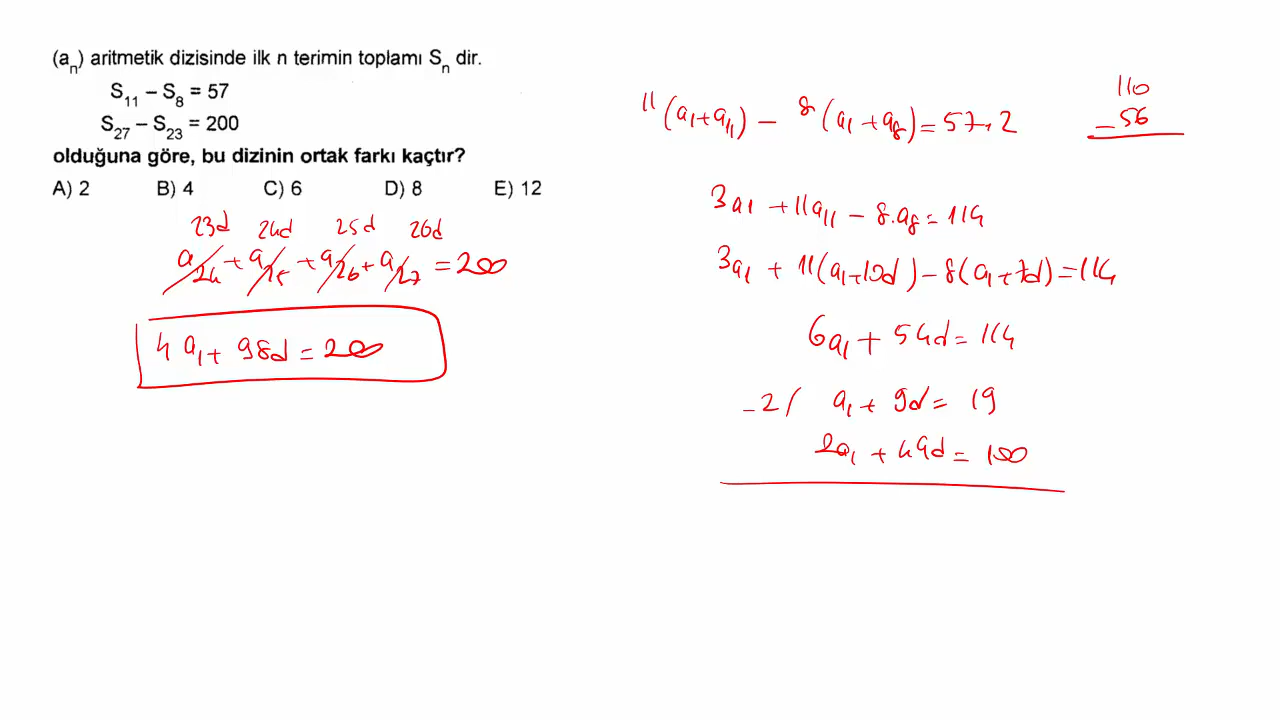 (aₙ) aritmetik dizisinde ilk n terimin toplamı Sₙ dir.
S₁₁ – S₈ = 57
S₂₇ – S₂₃ = 200
olduğuna göre, bu dizinin ortak farkı kaçtır?
A) 2 B) 4 C) 6 D) 8 E) 12
23d 24d 25d 26d
a₂₄ + a₂₅ + a₂₆ + a₂₇ = 200
4a₁ + 98d = 200
11(a₁+a₁₁) – 8(a₁+a₈) = 57.2
3a₁ + 11a₁₁ – 8.a₈ = 114
3a₁ + 11(a₁+10d) – 8(a₁+7d) = 114
6a₁ + 54d = 114
-2/ a₁ + 9d = 19
2a₁ + 49d = 100
110
– 56